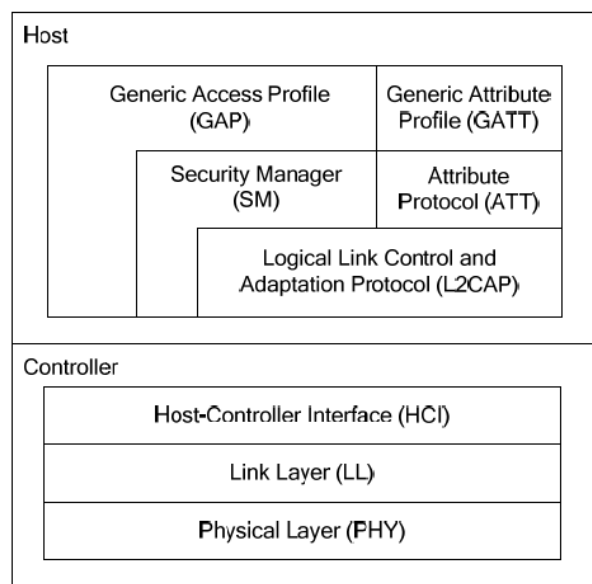 Host
Generic Access Profile
(GAP)
Generic Attribute
Profile (GATT)
Security Manager
(SM)
Attribute
Protocol (ATT)
Logical Link Control and
Adaptation Protocol (L2CAP)
Controller
Host-Controller Interface (HCI)
Link Layer (LL)
Physical Layer (PHY)